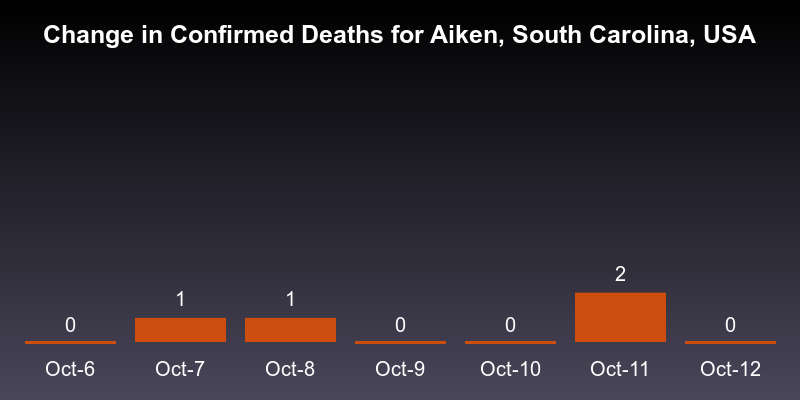 Change in Confirmed Deaths for Aiken, South Carolina, USA
2
1 1
0 0 0 0
Oct-6 Oct-7 Oct-8 Oct-9 Oct-10 Oct-11 Oct-12